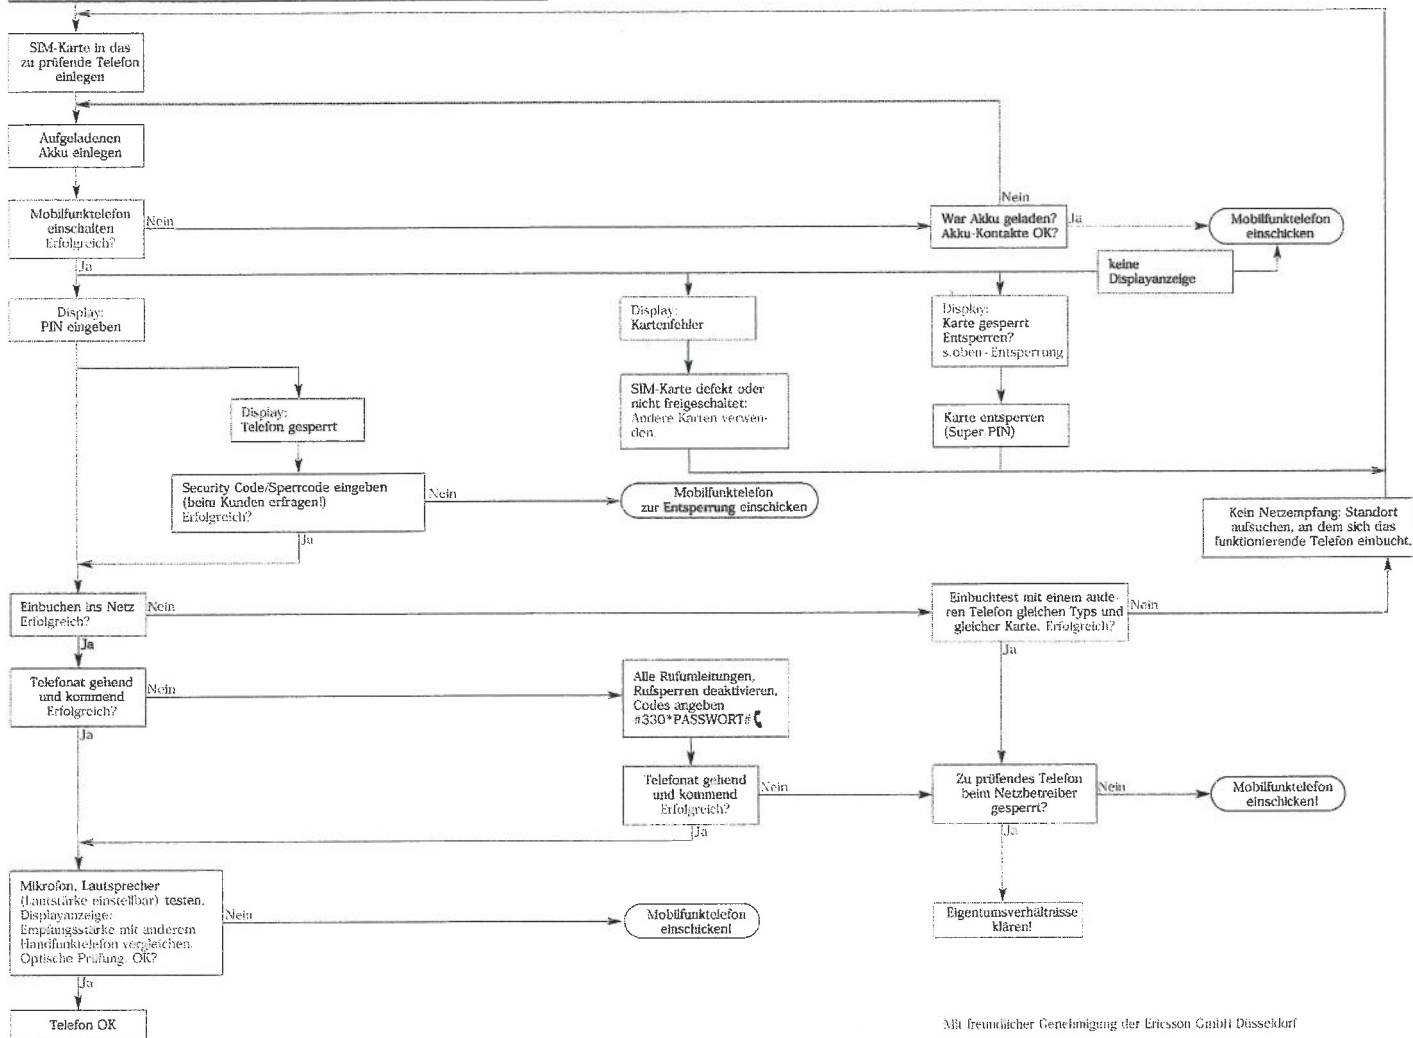 SIM-Karte in das
zu prüfende Telefon
einlegen
Aufgeladenen
Akku einlegen
Mobilfunktelefon
einschalten
Erfolgreich?
Nein
Ja
War Akku geladen?
Akku-Kontakte OK?
Nein
Ja
Mobilfunktelefon
einschicken
keine
Displayanzeige
Display:
PIN eingeben
Display:
Kartenfehler
Display:
Karte gesperrt
Entsperren?
s.oben - Entsperrung
SIM-Karte defekt oder
nicht freigeschaltet:
Andere Karten verwen-
den.
Karte entsperren
(Super PIN)
Display:
Telefon gesperrt
Security Code/Sperrcode eingeben
(beim Kunden erfragen!)
Erfolgreich?
Nein
Ja
Mobilfunktelefon
zur Entsperrung einschicken
Kein Netzempfang: Standort
aufsuchen, an dem sich das
funktionierende Telefon einbucht.
Einbuchen ins Netz
Erfolgreich?
Nein
Ja
Einbuchtest mit einem ande-
ren Telefon gleichen Typs und
gleicher Karte. Erfolgreich?
Nein
Ja
Telefonat gehend
und kommend
Erfolgreich?
Nein
Ja
Alle Rufumleitungen,
Rufsperren deaktivieren,
Codes angeben
#330*PASSWORT#
Telefonat gehend
und kommend
Erfolgreich?
Nein
Ja
Zu prüfendes Telefon
beim Netzbetreiber
gesperrt?
Nein
Ja
Mobilfunktelefon
einschicken!
Mikrofon, Lautsprecher
(Lautstärke einstellbar) testen.
Displayanzeige:
Empfangsstärke mit anderem
Handfunktelefon vergleichen.
Optische Prüfung. OK?
Nein
Ja
Mobilfunktelefon
einschicken!
Eigentumsverhältnisse
klären!
Telefon OK
Mit freundlicher Genehmigung der Ericsson GmbH Düsseldorf